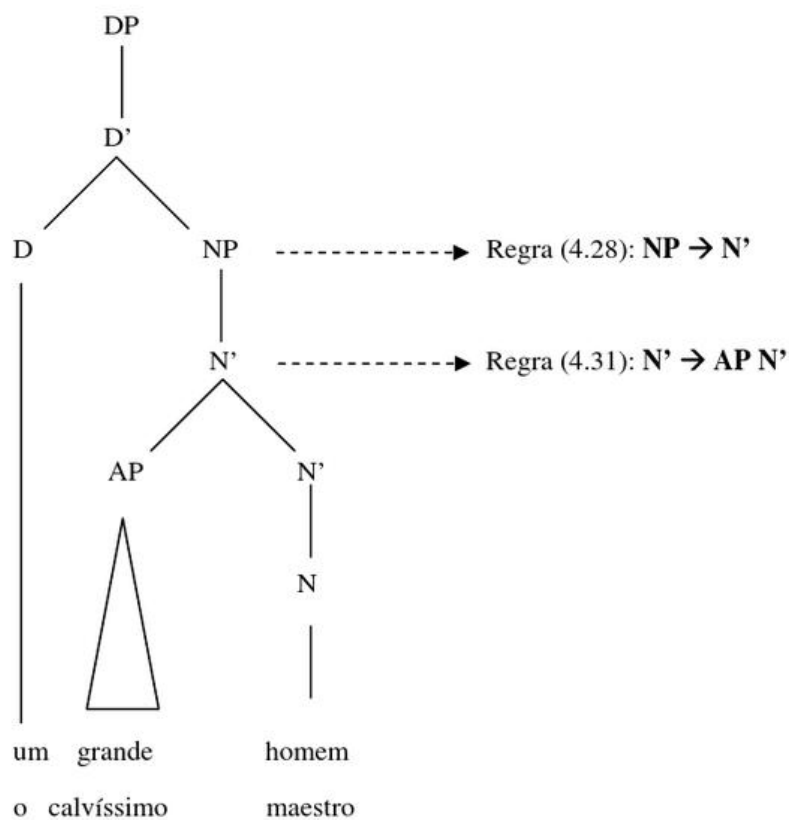 DP
D’
D NP Regra (4.28): NP → N’
N’ Regra (4.31): N’ → AP N’
AP N’
N
um grande homem
o calvíssimo maestro